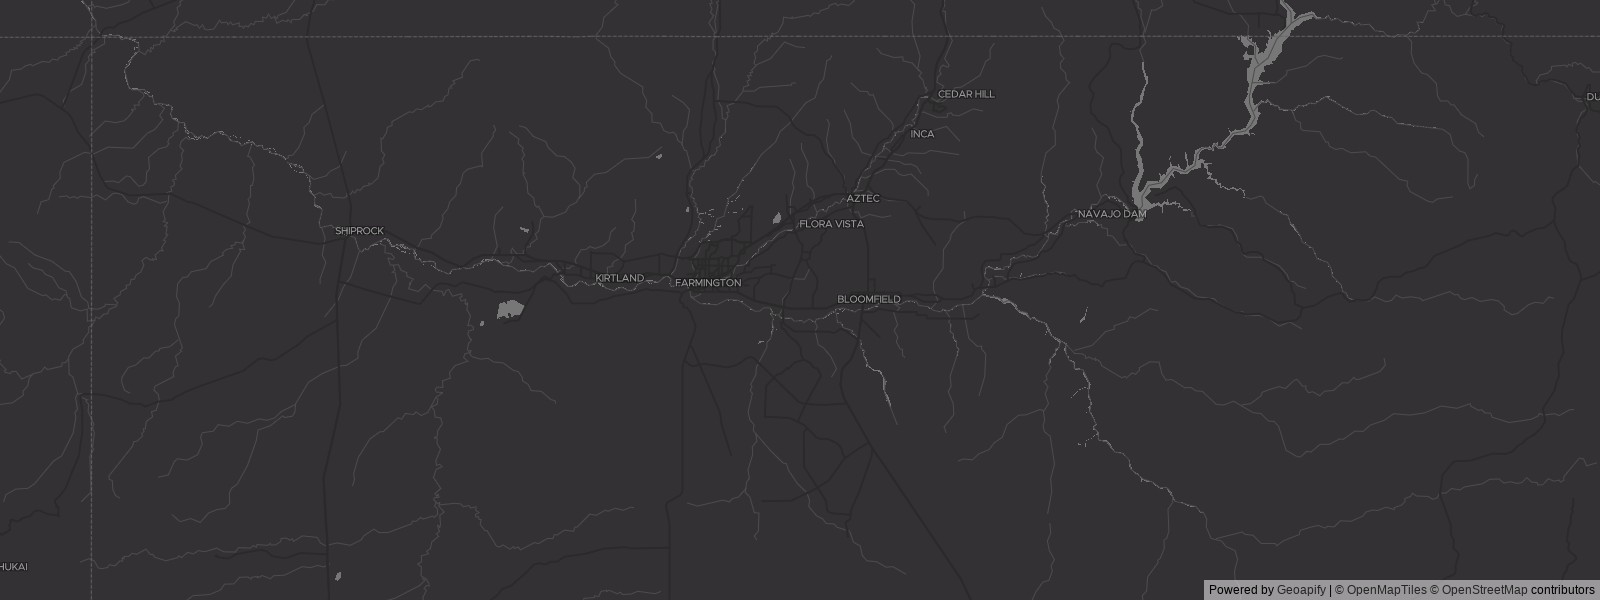 CEDAR HILL
DU
INCA
AZTEC
NAVAJO DAM
FLORA VISTA
SHIPROCK
KIRTLAND
FARMINGTON
BLOOMFIELD
HUKAI
Powered by Geoapify | © OpenMapTiles © OpenStreetMap contributors